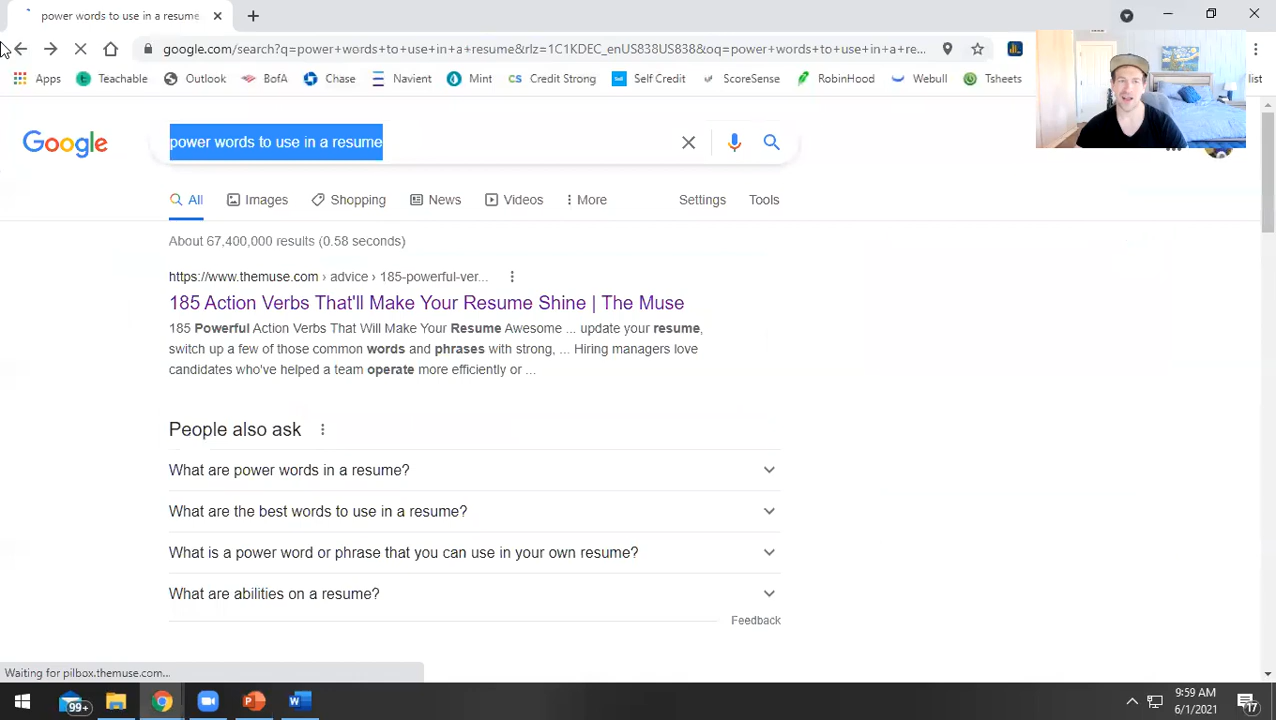 power words to use in a resume
google.com/search?q=power+words+to+use+in+a+resume&rlz=1C1KDEC_enUS838US838&oq=power+words+to+use+in+a+re...
Apps Teachable Outlook BofA Chase Navient Mint CS Credit Strong Self Credit ScoreSense RobinHood Webull Tsheets list
Google power words to use in a resume
All Images Shopping News Videos More Settings Tools
About 67,400,000 results (0.58 seconds)
https://www.themuse.com › advice › 185-powerful-ver...
185 Action Verbs That'll Make Your Resume Shine | The Muse
185 Powerful Action Verbs That Will Make Your Resume Awesome ... update your resume,
switch up a few of those common words and phrases with strong, ... Hiring managers love
candidates who've helped a team operate more efficiently or ...
People also ask
What are power words in a resume?
What are the best words to use in a resume?
What is a power word or phrase that you can use in your own resume?
What are abilities on a resume?
Feedback
Waiting for pilbox.themuse.com...
99+
9:59 AM
6/1/2021
17